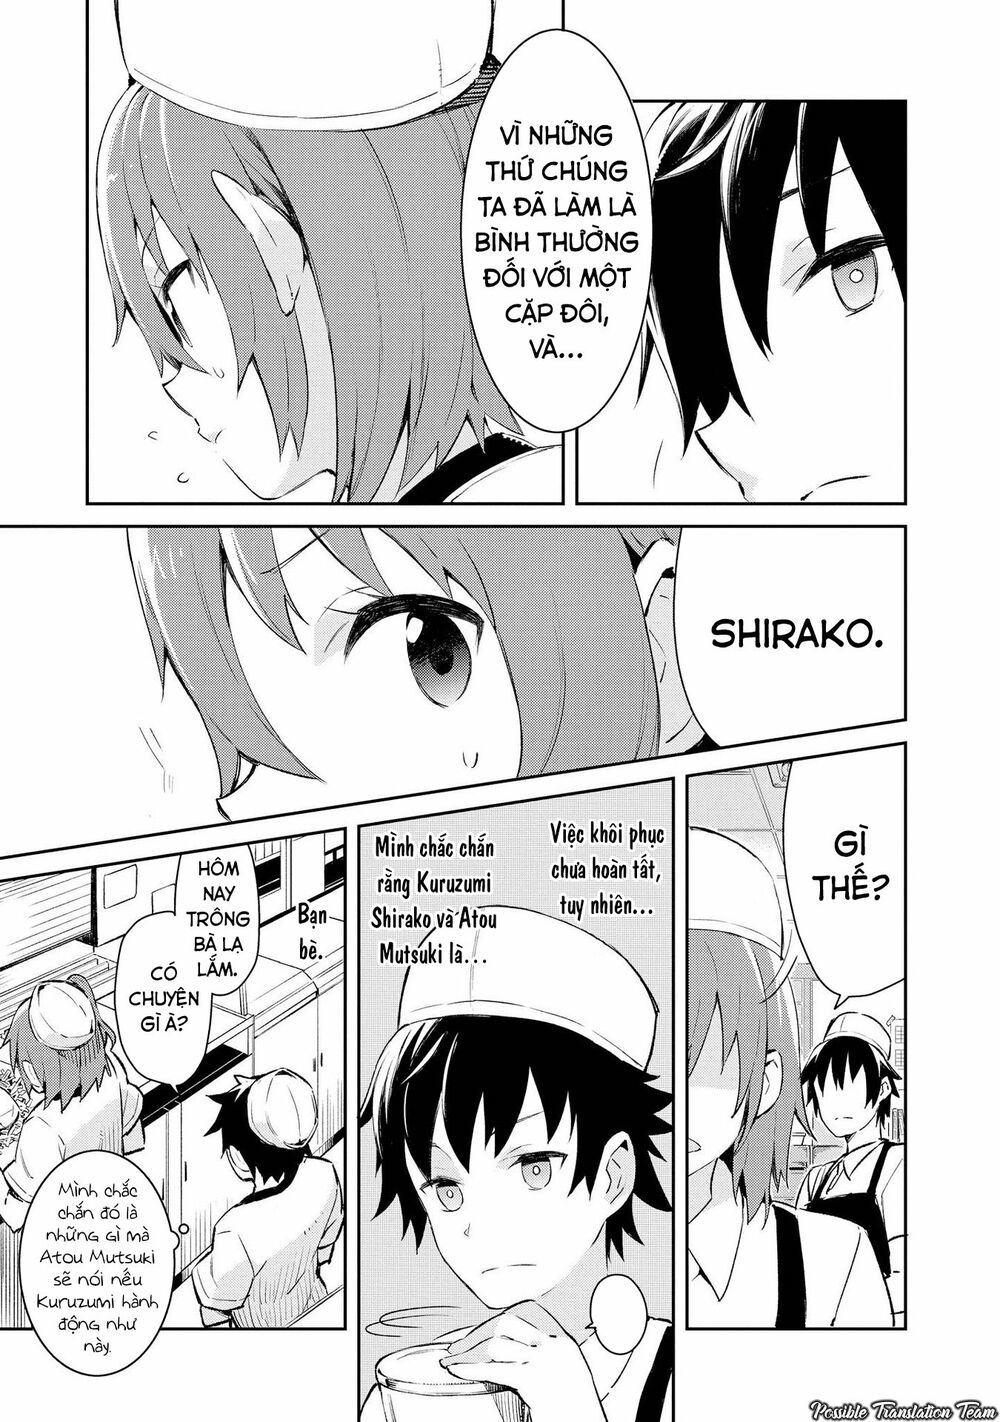 VÌ NHỮNG
THỨ CHÚNG
TA ĐÃ LÀM LÀ
BÌNH THƯỜNG
ĐỐI VỚI MỘT
CẶP ĐÔI,
VÀ...
SHIRAKO.
GÌ
THẾ?
Việc khôi phục
chưa hoàn tất,
tuy nhiên...
Mình chắc chắn
rằng Kuruzumi
Shirako và Atou
Mutsuki là...
Bạn
bè.
HÔM
NAY
TRÔNG
BÀ LẠ
LẮM.
CÓ
CHUYỆN
GÌ À?
Mình chắc
chắn đó là
những gì mà
Atou Mutsuki
sẽ nói nếu
Kuruzumi hành
động như
này.
Possible Translation Team